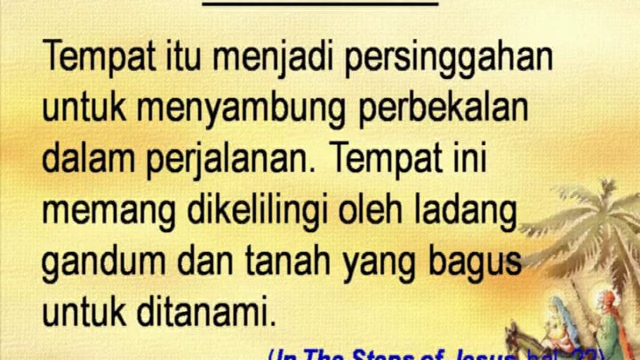 Tempat itu menjadi persinggahan
untuk menyambung perbekalan
dalam perjalanan. Tempat ini
memang dikelilingi oleh ladang
gandum dan tanah yang bagus
untuk ditanami.
(In The Steps of Jesus, hal. 22)